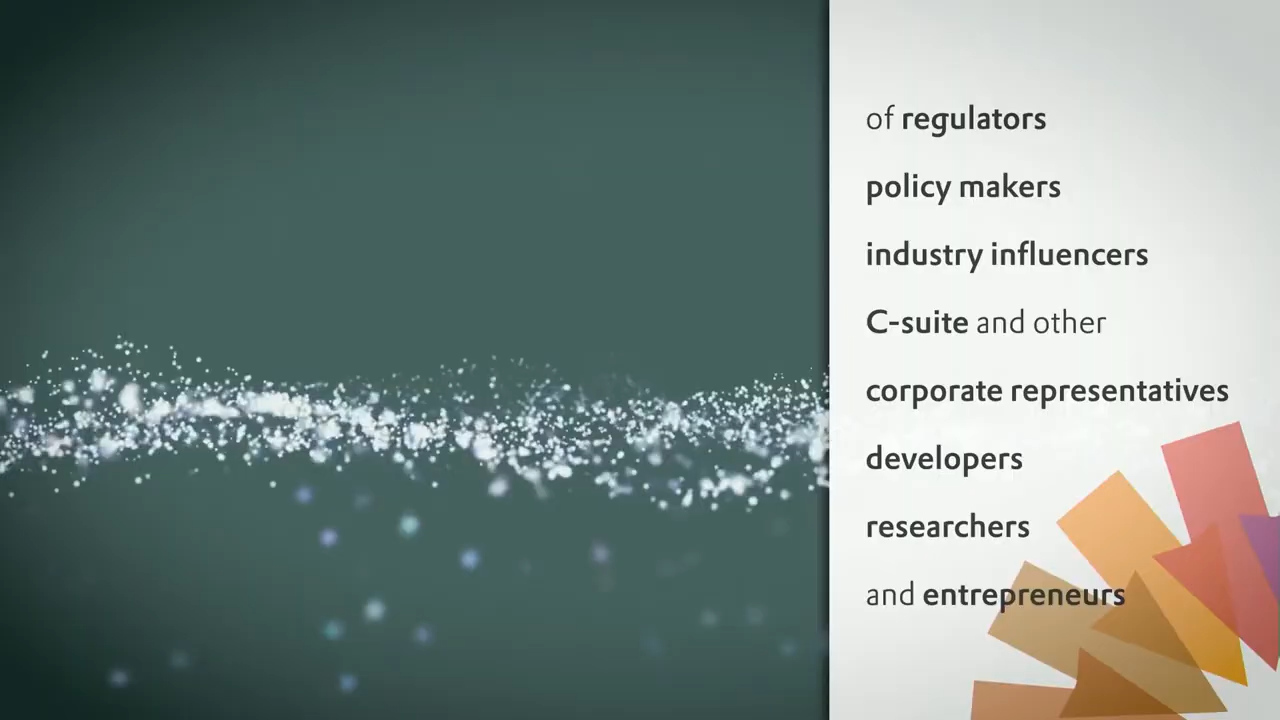 of regulators
policy makers
industry influencers
C-suite and other
corporate representatives
developers
researchers
and entrepreneurs